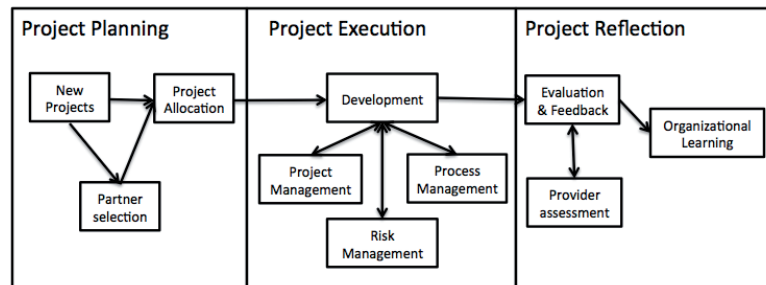 Project Planning
New
Projects
Project
Allocation
Partner
selection
Project Execution
Development
Project
Management
Process
Management
Risk
Management
Project Reflection
Evaluation
& Feedback
Organizational
Learning
Provider
assessment